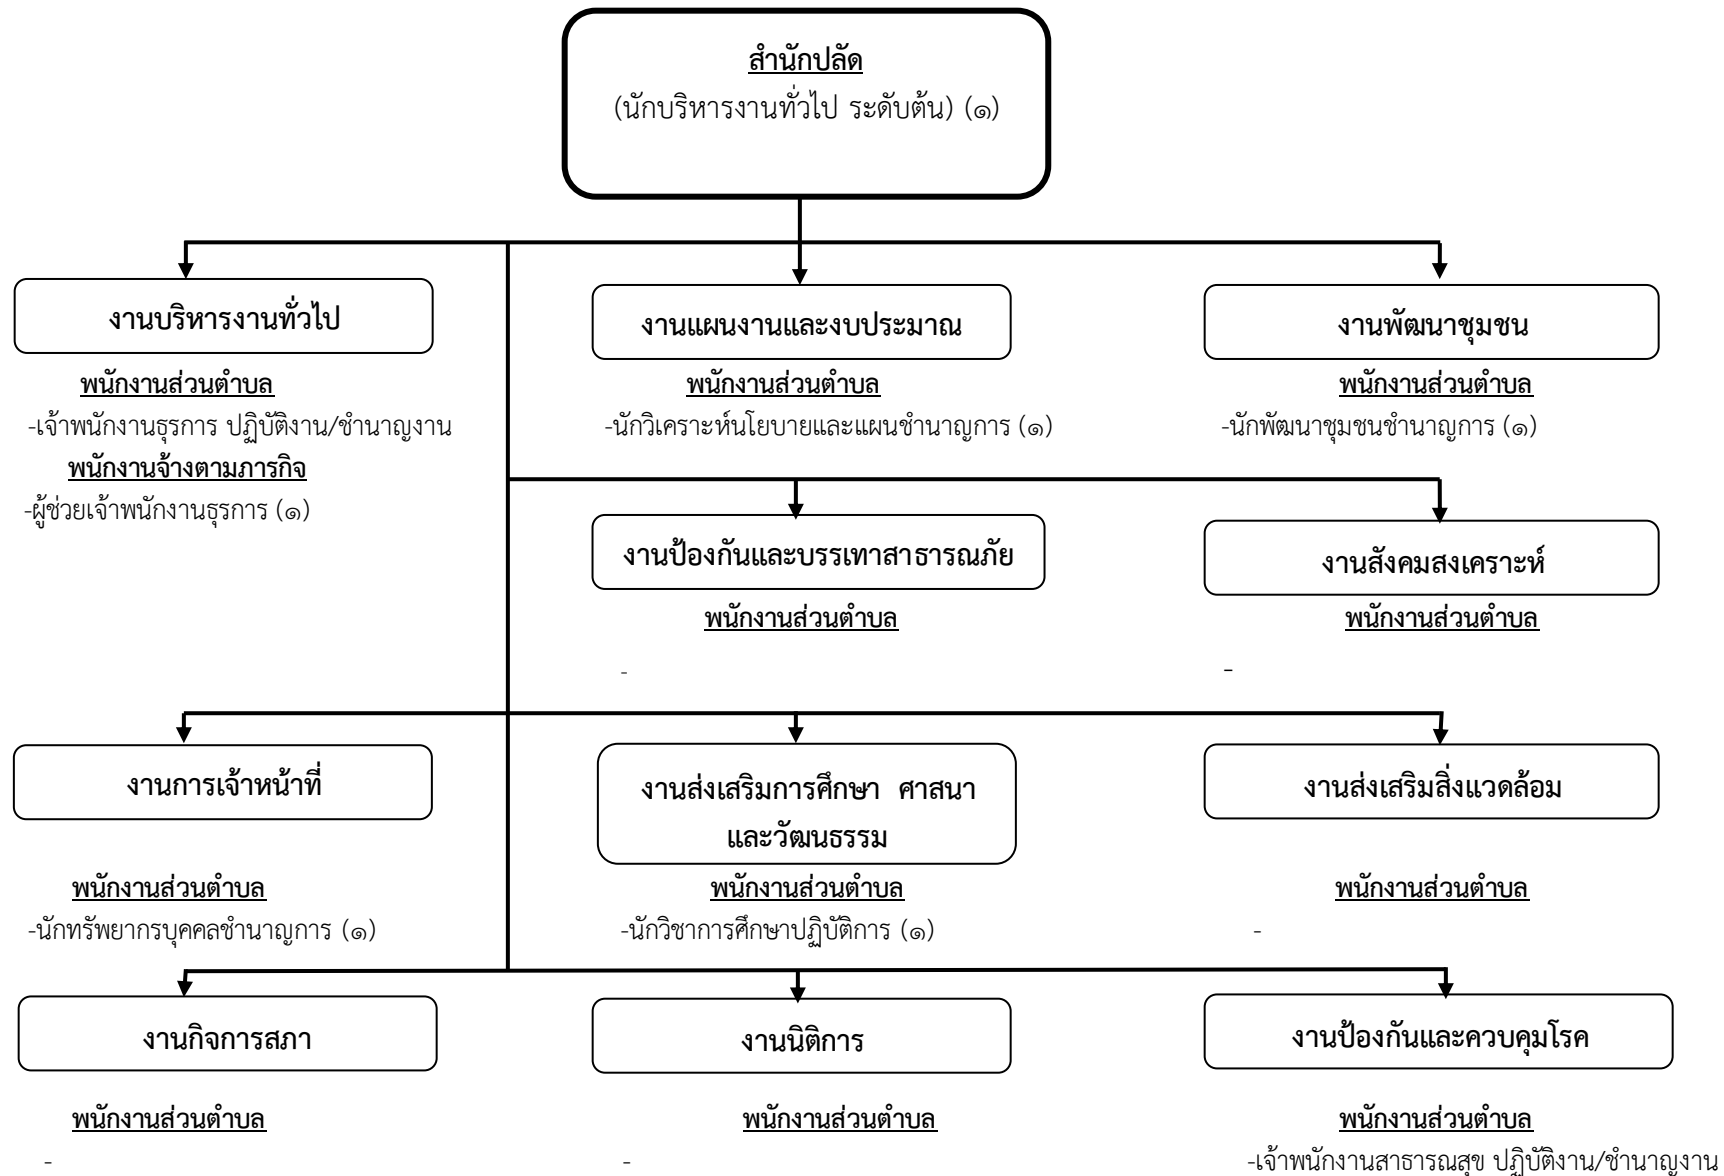 สำนักปลัด
(นักบริหารงานทั่วไป ระดับต้น) (๑)
งานบริหารงานทั่วไป
พนักงานส่วนตำบล
-เจ้าพนักงานธุรการ ปฏิบัติงาน/ชำนาญงาน
พนักงานจ้างตามภารกิจ
-ผู้ช่วยเจ้าพนักงานธุรการ (๑)
งานแผนงานและงบประมาณ
พนักงานส่วนตำบล
-นักวิเคราะห์นโยบายและแผนชำนาญการ (๑)
งานพัฒนาชุมชน
พนักงานส่วนตำบล
-นักพัฒนาชุมชนชำนาญการ (๑)
งานป้องกันและบรรเทาสาธารณภัย
พนักงานส่วนตำบล
-
งานสังคมสงเคราะห์
พนักงานส่วนตำบล
-
งานการเจ้าหน้าที่
พนักงานส่วนตำบล
-นักทรัพยากรบุคคลชำนาญการ (๑)
งานส่งเสริมการศึกษา ศาสนา
และวัฒนธรรม
พนักงานส่วนตำบล
-นักวิชาการศึกษาปฏิบัติการ (๑)
งานส่งเสริมสิ่งแวดล้อม
พนักงานส่วนตำบล
-
งานกิจการสภา
พนักงานส่วนตำบล
-
งานนิติการ
พนักงานส่วนตำบล
-
งานป้องกันและควบคุมโรค
พนักงานส่วนตำบล
-เจ้าพนักงานสาธารณสุข ปฏิบัติงาน/ชำนาญงาน